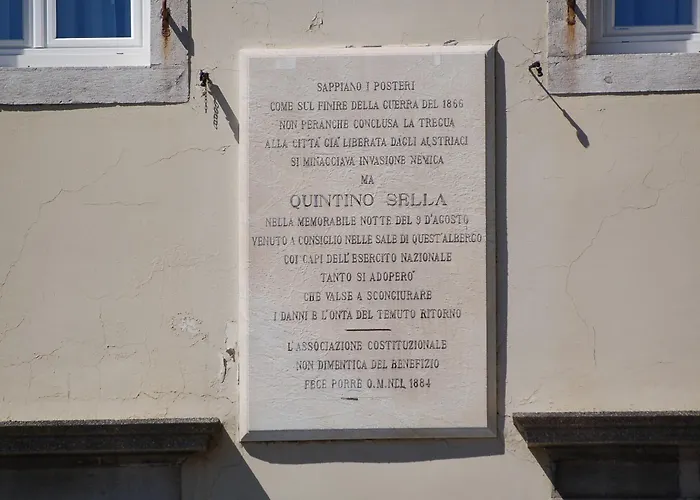 SAPPIANO I POSTERI
COME SUL FINIRE DELLA GUERRA DEL 1866
NON PERANCHE CONCLUSA LA TREGUA
ALLA CITTA' GIA' LIBERATA DAGLI AUSTRIACI
SI MINACCIAVA INVASIONE NEMICA
MA
QUINTINO SELLA
NELLA MEMORABILE NOTTE DEL 9 D'AGOSTO
VENUTO A CONSIGLIO NELLE SALE DI QUEST'ALBERGO
COI CAPI DELL'ESERCITO NAZIONALE
TANTO SI ADOPERO'
CHE VALSE A SCONGIURARE
I DANNI E L'ONTA DEL TEMUTO RITORNO
L'ASSOCIAZIONE COSTITUZIONALE
NON DIMENTICA DEL BENEFIZIO
FECE PORRE Q.M.NEL 1884